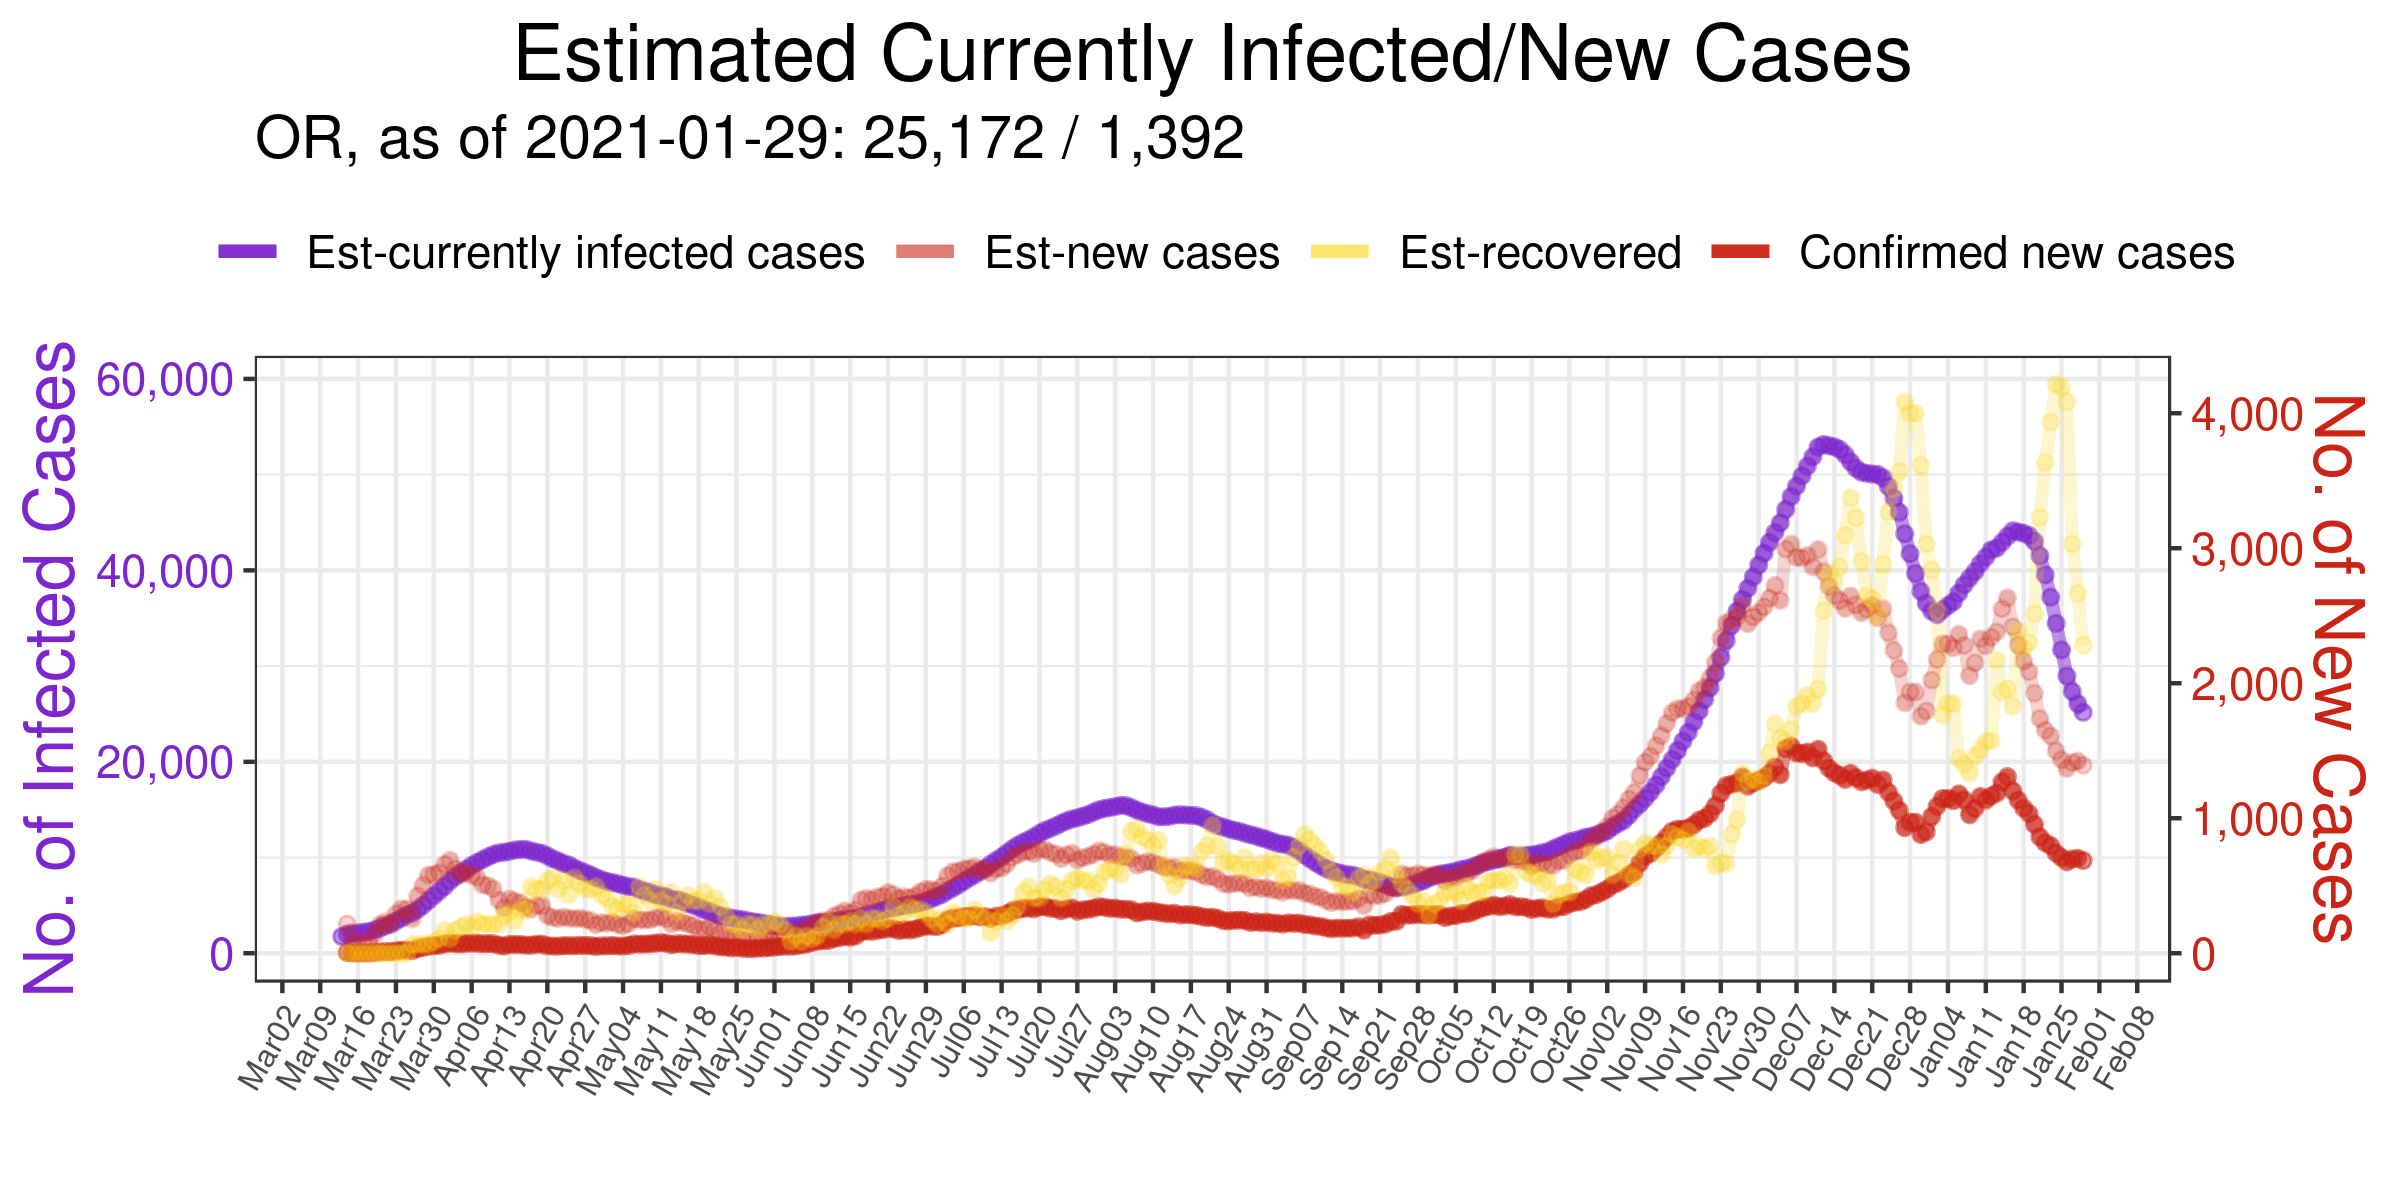 Estimated Currently Infected/New Cases
OR, as of 2021-01-29: 25,172 / 1,392
Est-currently infected cases Est-new cases Est-recovered Confirmed new cases
No. of Infected Cases
60,000
40,000
20,000
0
4,000
3,000
2,000
1,000
0
No. of New Cases
Mar02 Mar09 Mar16 Mar23 Mar30 Apr06 Apr13 Apr20 Apr27 May04 May11 May18 May25 Jun01 Jun08 Jun15 Jun22 Jun29 Jul06 Jul13 Jul20 Jul27 Aug03 Aug10 Aug17 Aug24 Aug31 Sep07 Sep14 Sep21 Sep28 Oct05 Oct12 Oct19 Oct26 Nov02 Nov09 Nov16 Nov23 Nov30 Dec07 Dec14 Dec21 Dec28 Jan04 Jan11 Jan18 Jan25 Feb01 Feb08